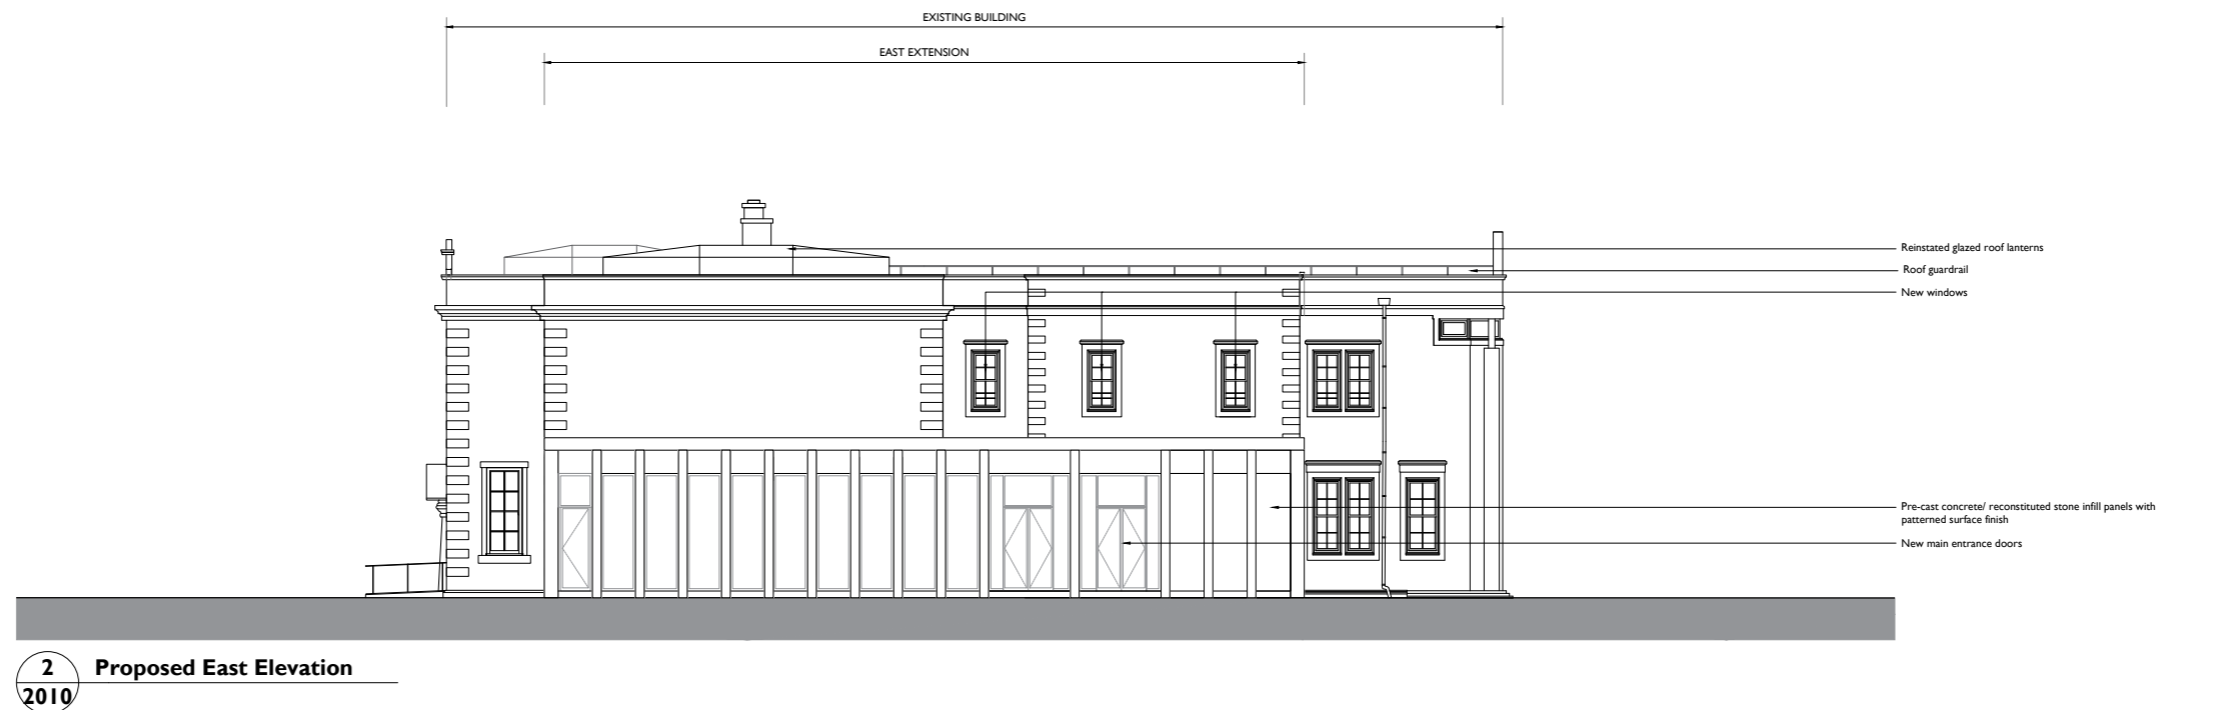 EXISTING BUILDING
EAST EXTENSION
Reinstated glazed roof lanterns
Roof guardrail
New windows
Pre-cast concrete/ reconstituted stone infill panels with
patterned surface finish
New main entrance doors
2
2010
Proposed East Elevation